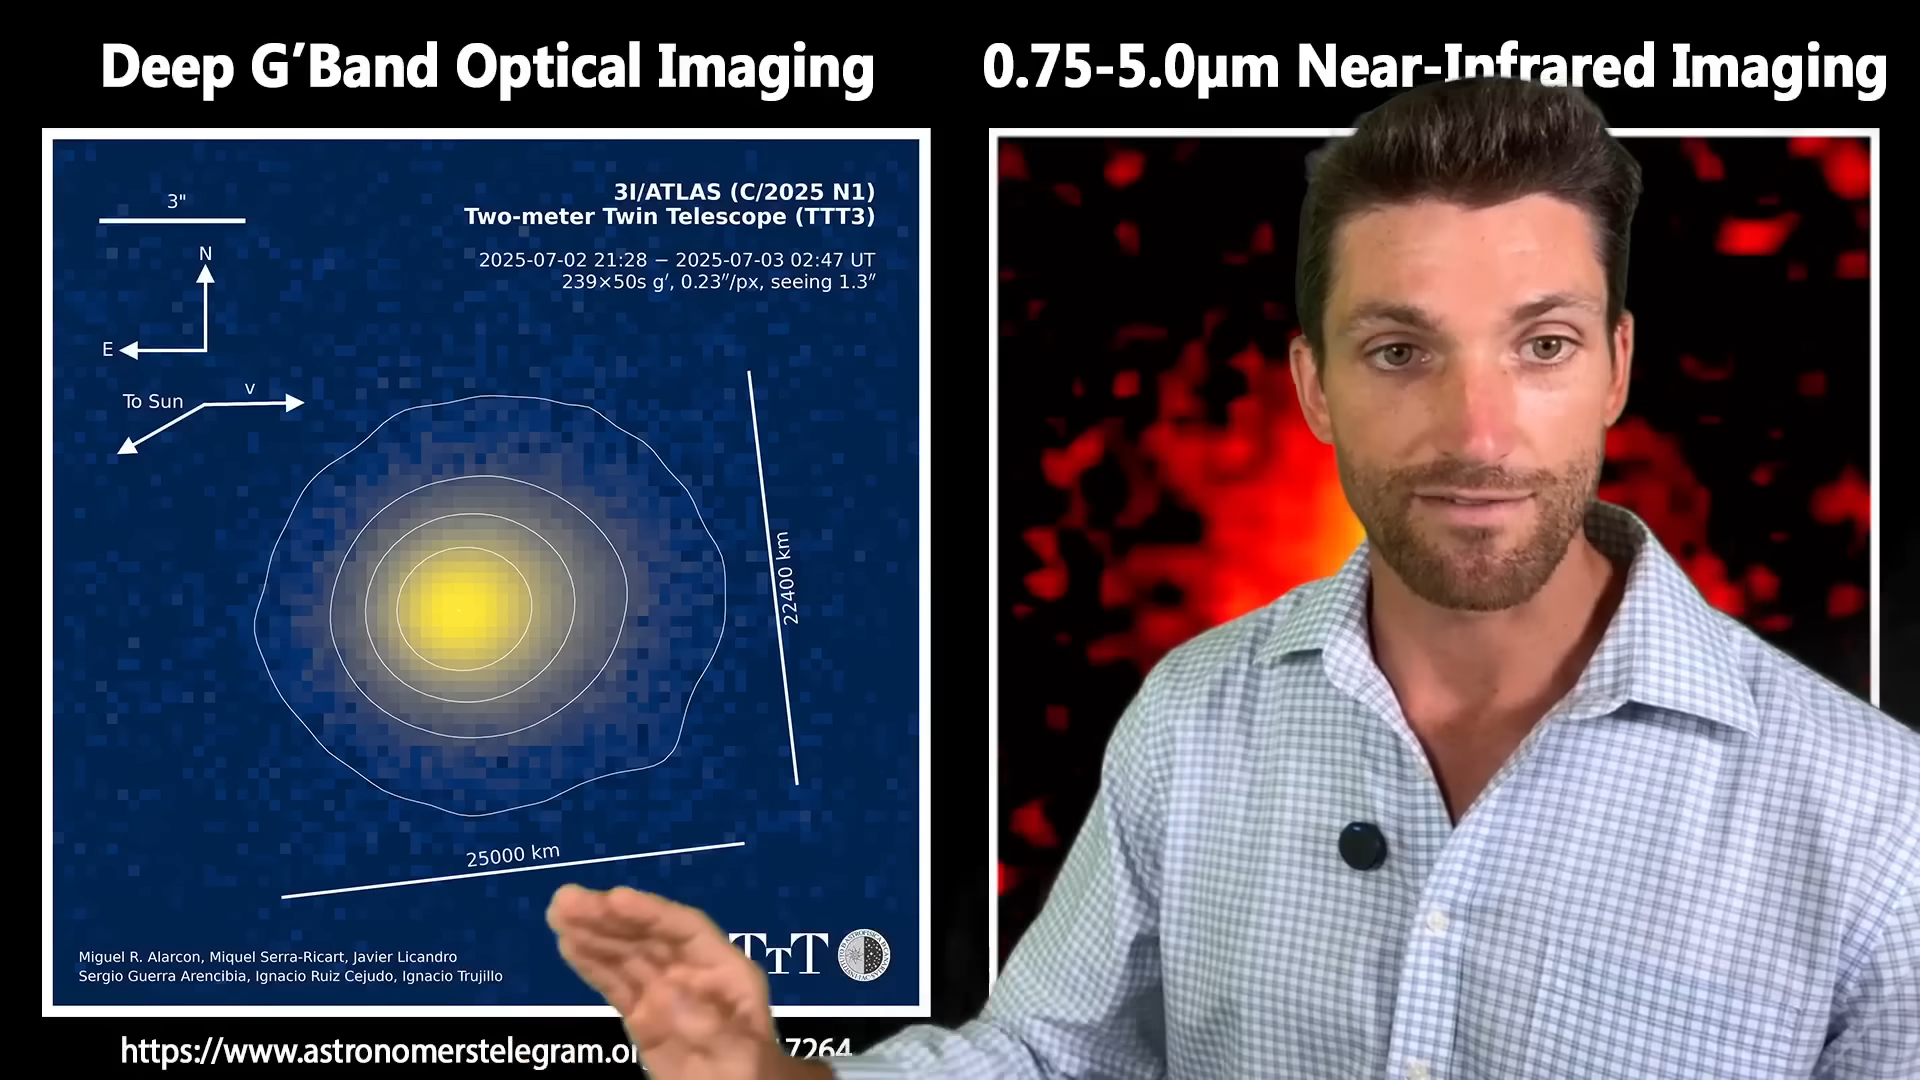 Deep G’Band Optical Imaging
0.75-5.0µm Near-Infrared Imaging
3"
3I/ATLAS (C/2025 N1)
Two-meter Twin Telescope (TTT3)
2025-07-02 21:28 − 2025-07-03 02:47 UT
239×50s g′, 0.23″/px, seeing 1.3″
N
E
To Sun
v
22400 km
25000 km
Miguel R. Alarcon, Miquel Serra-Ricart, Javier Licandro
Sergio Guerra Arencibia, Ignacio Ruiz Cejudo, Ignacio Trujillo
TTT
https://www.astronomerstelegram.or 7264